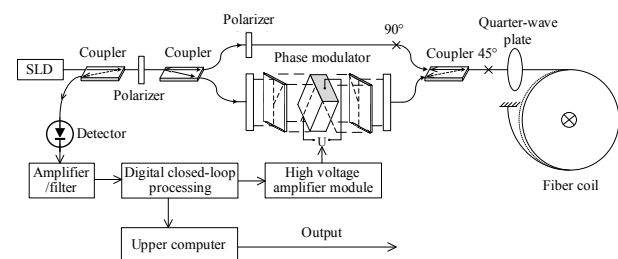 Polarizer
90°
Quarter-wave
plate
Coupler
Coupler
Phase modulator
Coupler
45°
SLD
Polarizer
Detector
U
Amplifier
/filter
Digital closed-loop
processing
High voltage
amplifier module
Fiber coil
Upper computer
Output